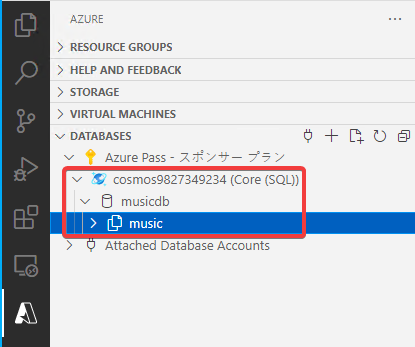 AZURE
RESOURCE GROUPS
HELP AND FEEDBACK
STORAGE
VIRTUAL MACHINES
DATABASES
Azure Pass - スポンサー プラン
cosmos9827349234 (Core (SQL))
musicdb
music
Attached Database Accounts